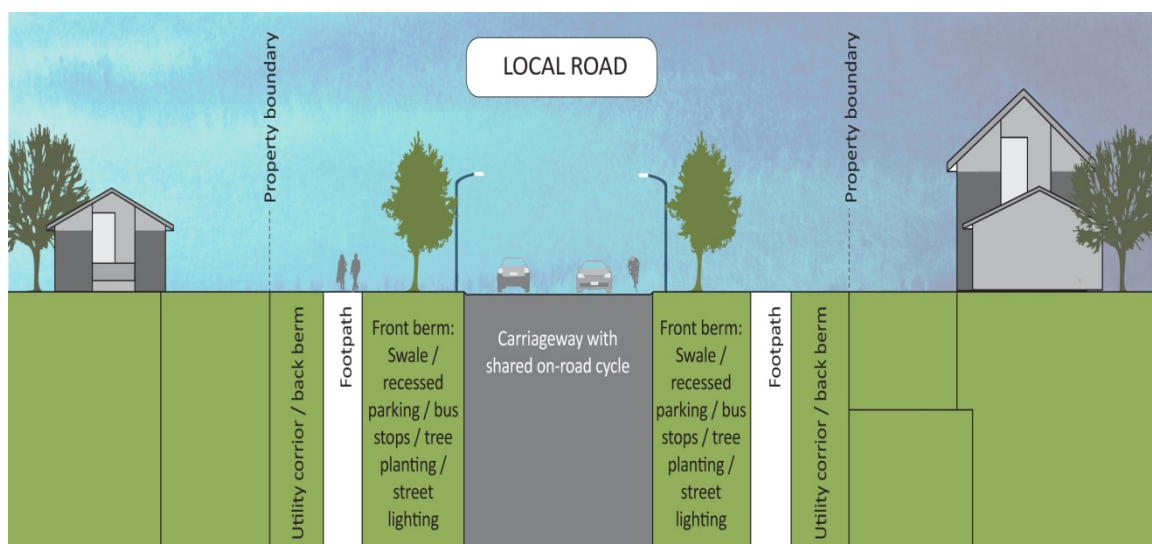 LOCAL ROAD
Property boundary
Property boundary
Utility corrior / back berm
Footpath
Front berm:
Swale /
recessed
parking / bus
stops / tree
planting /
street
lighting
Carriageway with
shared on-road cycle
Front berm:
Swale /
recessed
parking / bus
stops / tree
planting /
street
lighting
Footpath
Utility corrior / back berm